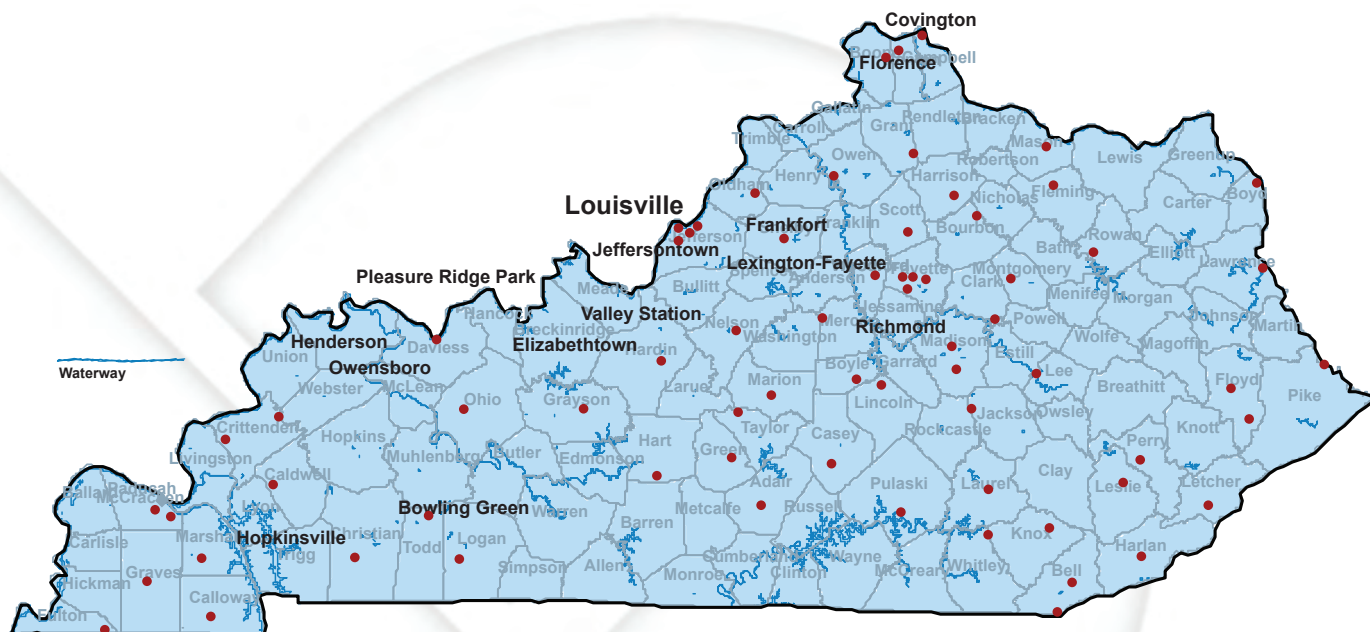 Covington
Boon
Campbell
Florence
Gallatin
Carroll
Trimble
Grant
Pendleton
Bracken
Mason
Owen
Robertson
Lewis
Greenup
Henry
Harrison
Oldham
Nicholas
Fleming
Boyd
Carter
Louisville
Scott
Frankfort
Franklin
Bourbon
Rowan
Jefferson
Jeffersontown
Bath
Elliott
Lexington-Fayette
Fayette
Lawrence
Spencer
Anderson
Montgomery
Pleasure Ridge Park
Meade
Bullitt
Clark
Menifee
Morgan
Hancock
Valley Station
Nelson
Mercer
Jessamine
Richmond
Powell
Johnson
Martin
Breckinridge
Washington
Madison
Wolfe
Magoffin
Henderson
Daviess
Elizabethtown
Hardin
Estill
Union
Owensboro
Boyle
Garrard
Lee
Waterway
Webster
McLean
Larue
Marion
Breathitt
Floyd
Pike
Ohio
Grayson
Lincoln
Jackson
Owsley
Crittenden
Taylor
Casey
Rockcastle
Knott
Hopkins
Hart
Green
Perry
Livingston
Muhlenberg
Butler
Edmonson
Clay
Caldwell
Adair
Pulaski
Laurel
Leslie
Letcher
Ballard
Paducah
McCracken
Lyon
Bowling Green
Warren
Metcalfe
Russell
Carlisle
Marshall
Hopkinsville
Christian
Barren
Knox
Trigg
Todd
Logan
Cumberland
Wayne
Harlan
Hickman
Graves
Simpson
Allen
Monroe
Clinton
McCreary
Whitley
Bell
Calloway
Fulton